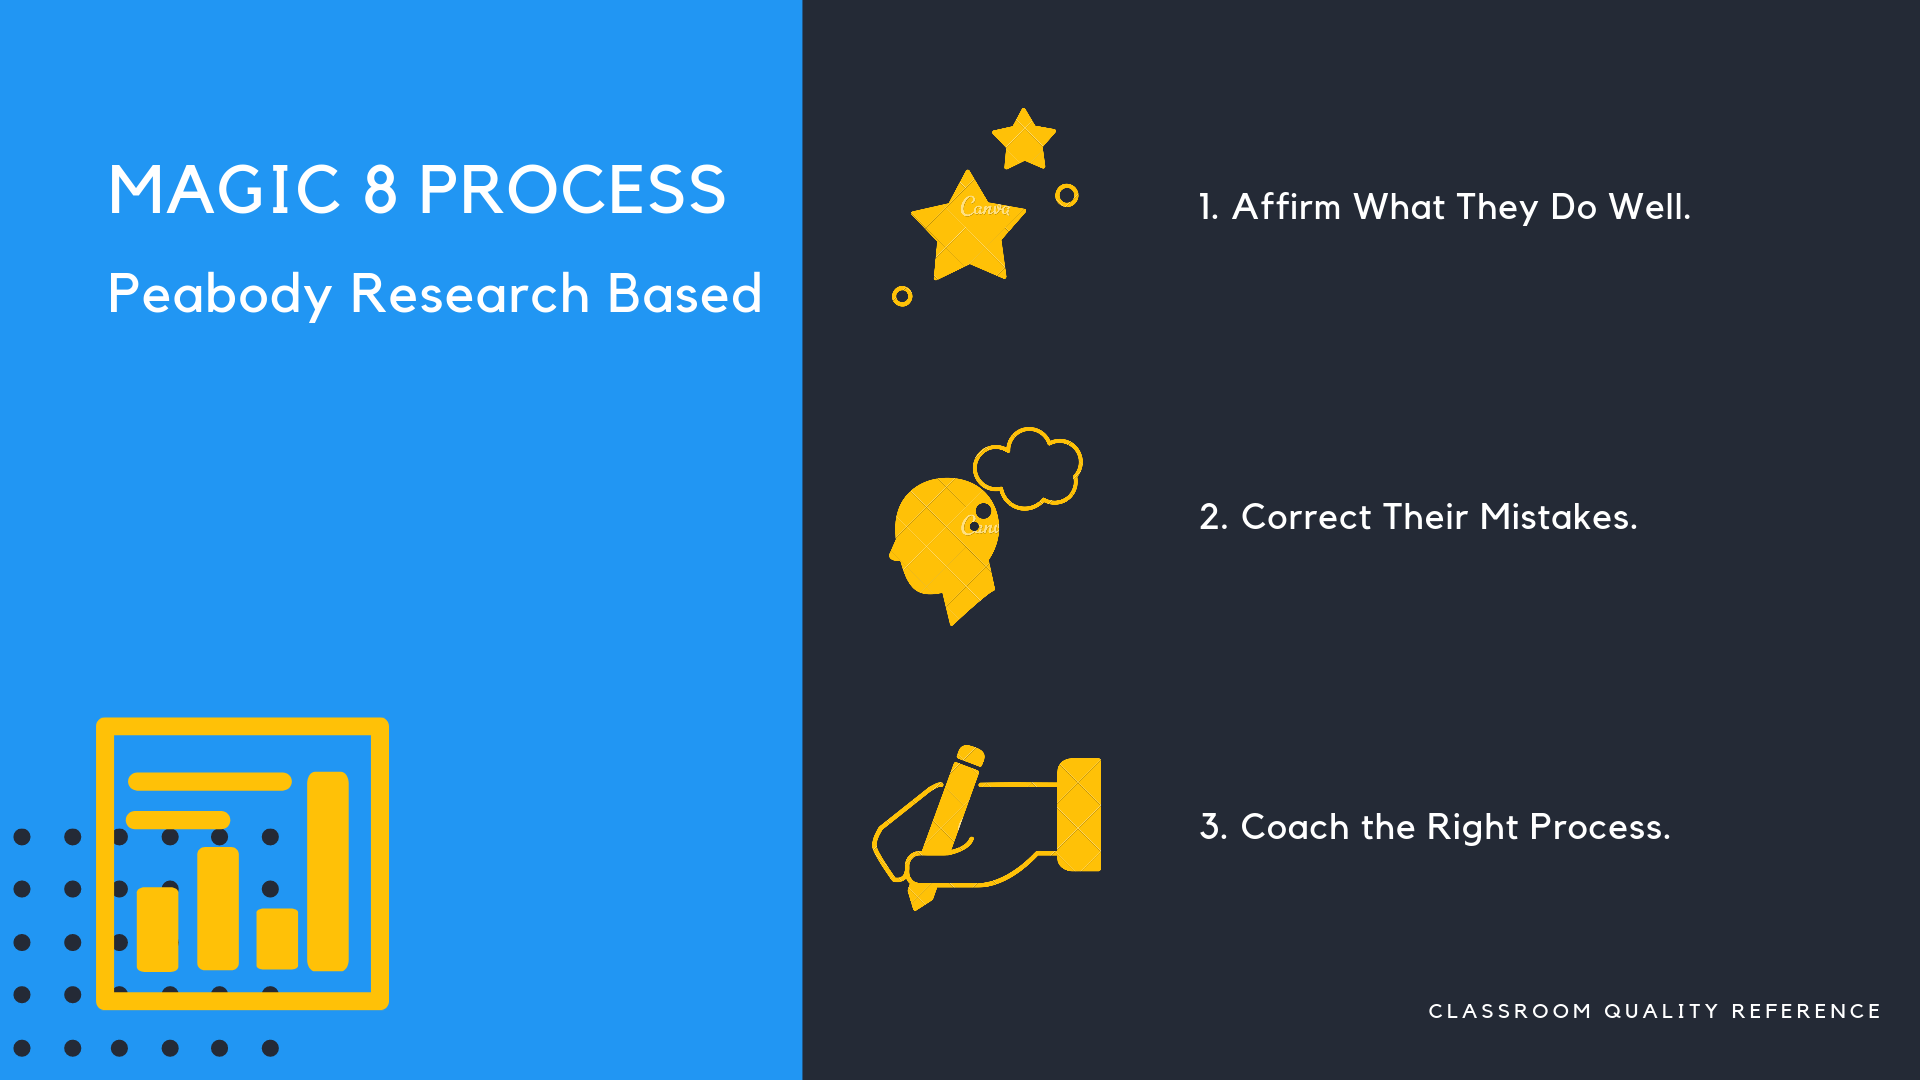 MAGIC 8 PROCESS
Peabody Research Based
Canva
1. Affirm What They Do Well.
2. Correct Their Mistakes.
3. Coach the Right Process.
CLASSROOM QUALITY REFERENCE